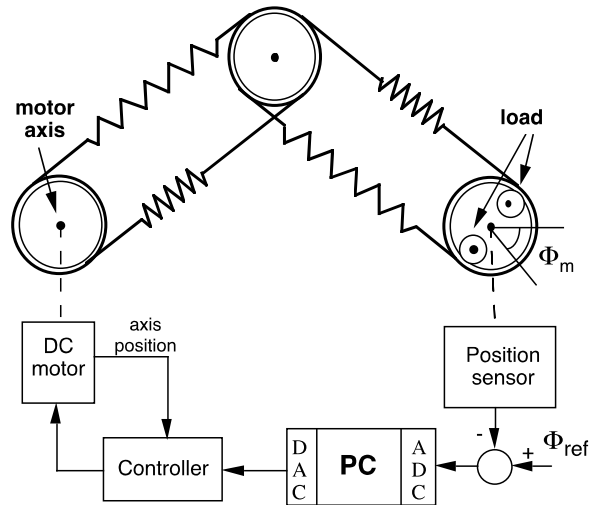 motor
axis
load
Φm
DC
motor
axis
position
Position
sensor
-
+
Φref
Controller
D
A
C
PC
A
D
C